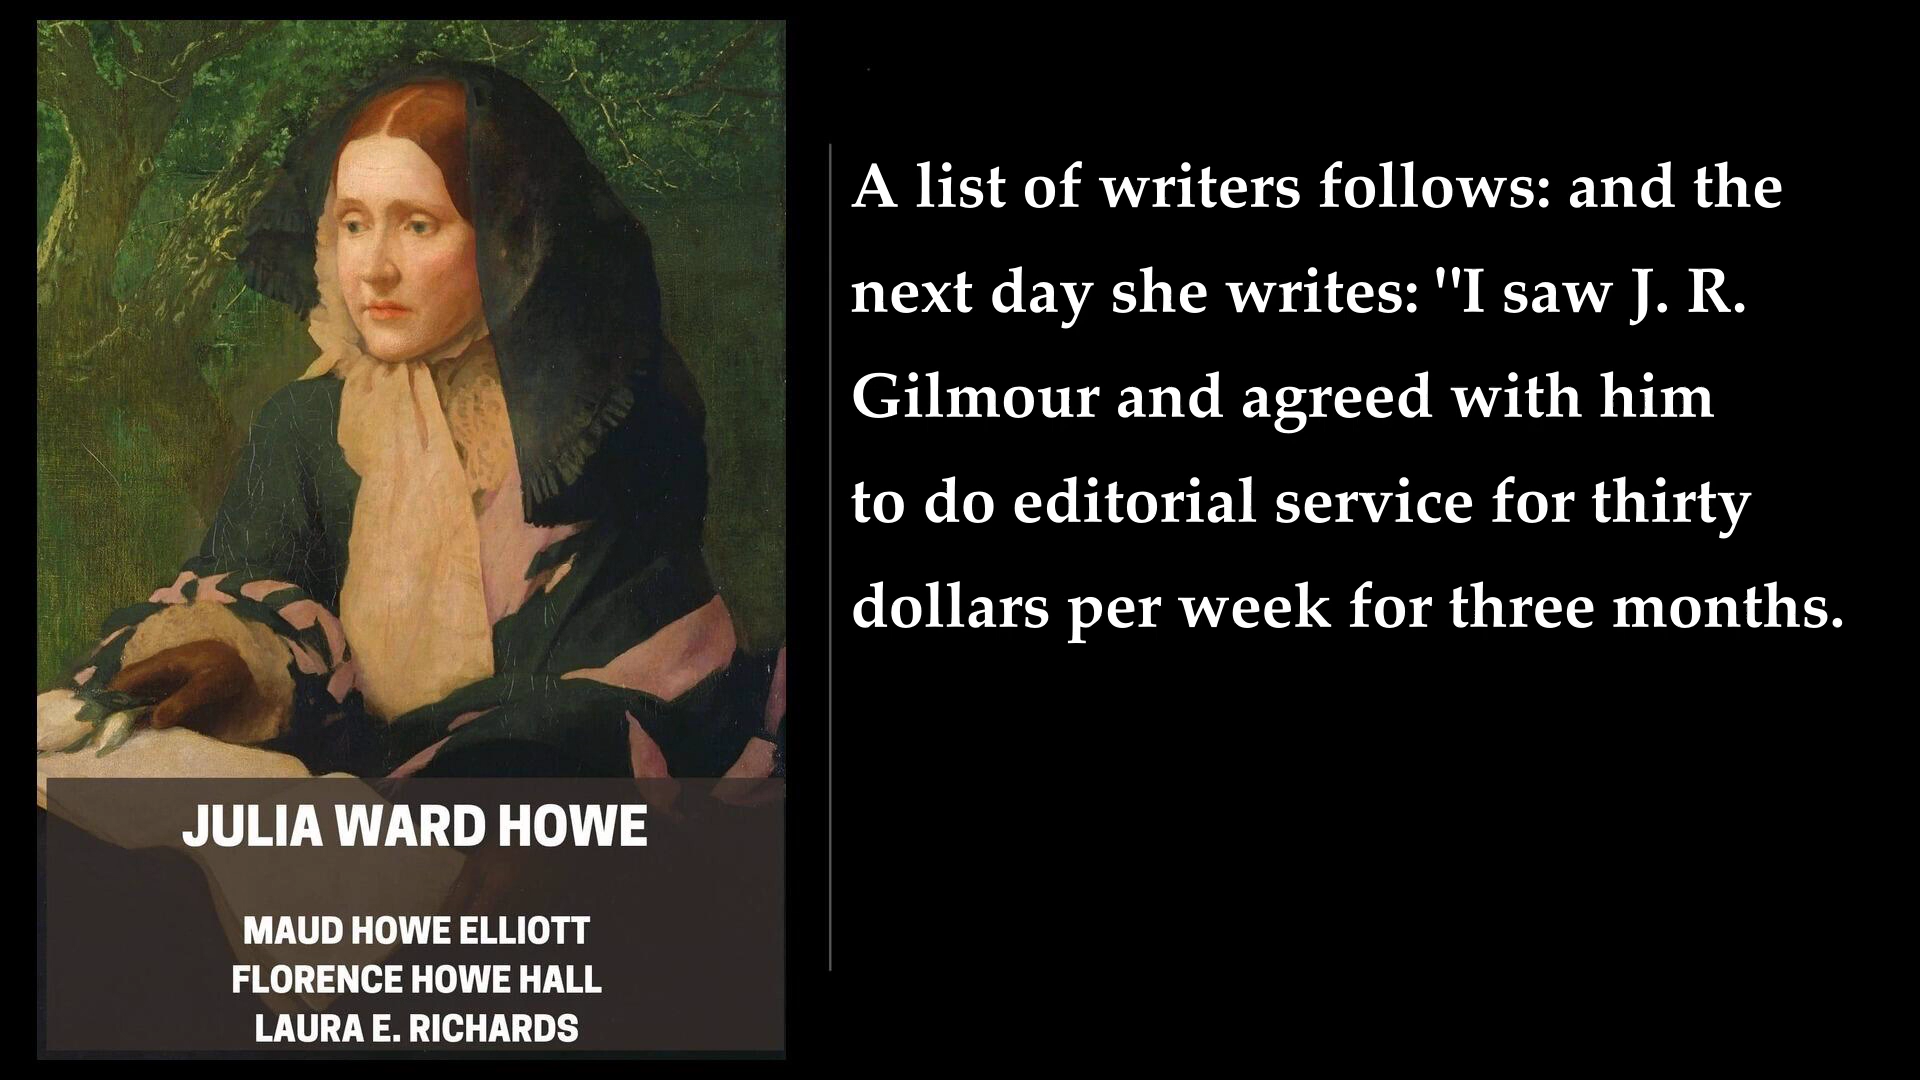 A list of writers follows: and the
next day she writes: "I saw J. R.
Gilmour and agreed with him
to do editorial service for thirty
dollars per week for three months.
JULIA WARD HOWE
MAUD HOWE ELLIOTT
FLORENCE HOWE HALL
LAURA E. RICHARDS